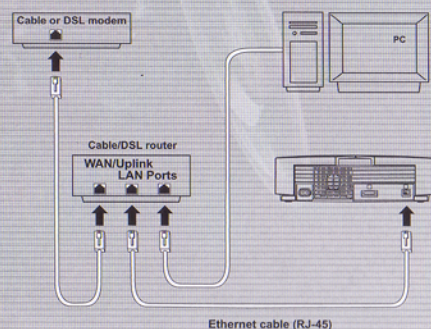 Cable or DSL modem
PC
Cable/DSL router
WAN/Uplink
LAN Ports
Ethernet cable (RJ-45)